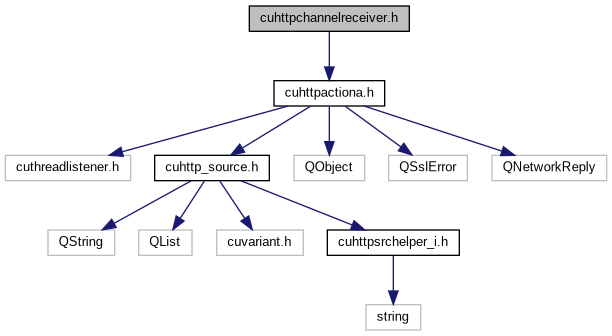 cuhttpchannelreceiver.h
cuhttpactiona.h
cuthreadlistener.h
cuhttp_source.h
QObject
QSslError
QNetworkReply
QString
QList
cuvariant.h
cuhttpsrchelper_i.h
string